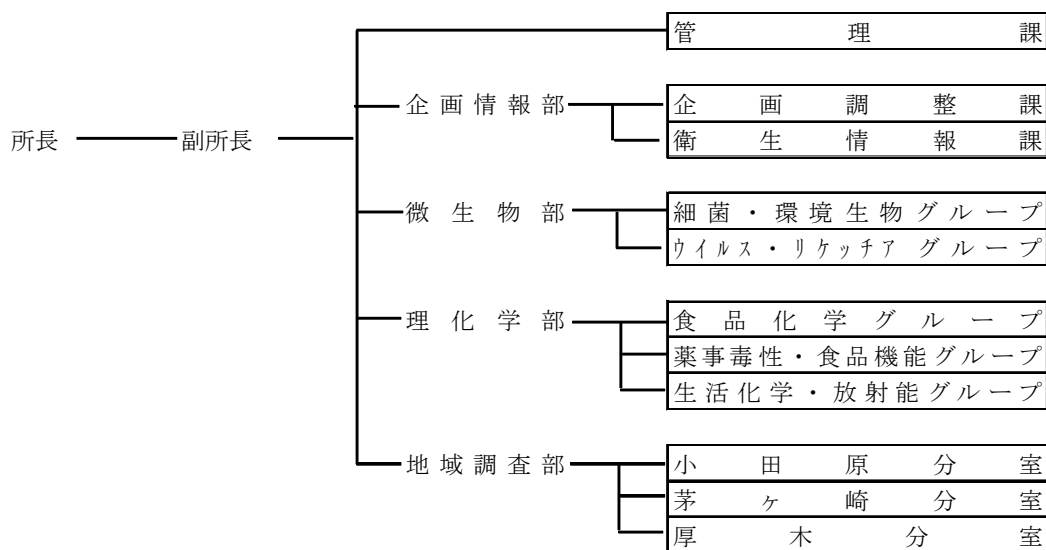 管理課
企画情報部 企画調整課
所長 副所長 衛生情報課
微生物部 細菌・環境生物グループ
ウイルス・リケッチア グループ
理化学部 食品化学グループ
薬事毒性・食品機能グループ
生活化学・放射能グループ
地域調査部 小田原分室
茅ヶ崎分室
厚木分室